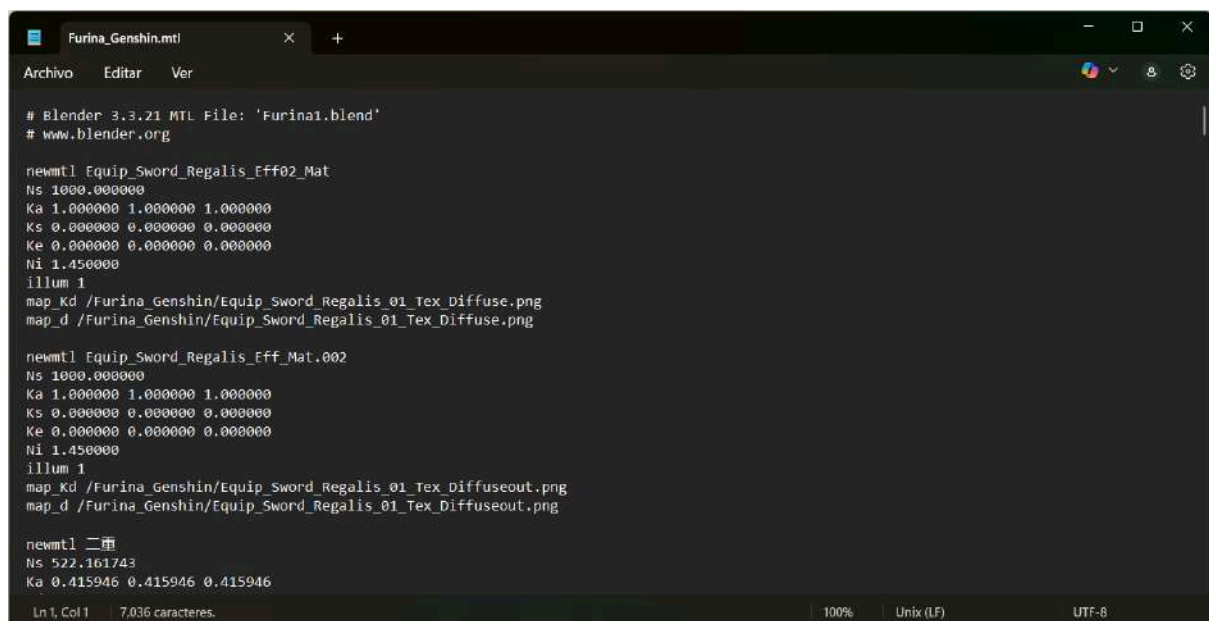 Furina_Genshin.mtl
Archivo Editar Ver
# Blender 3.3.21 MTL File: 'Furina1.blend'
# www.blender.org
newmtl Equip_Sword_Regalis_Eff02_Mat
Ns 1000.000000
Ka 1.000000 1.000000 1.000000
Ks 0.000000 0.000000 0.000000
Ke 0.000000 0.000000 0.000000
Ni 1.450000
illum 1
map_Kd /Furina_Genshin/Equip_Sword_Regalis_01_Tex_Diffuse.png
map_d /Furina_Genshin/Equip_Sword_Regalis_01_Tex_Diffuse.png
newmtl Equip_Sword_Regalis_Eff_Mat.002
Ns 1000.000000
Ka 1.000000 1.000000 1.000000
Ks 0.000000 0.000000 0.000000
Ke 0.000000 0.000000 0.000000
Ni 1.450000
illum 1
map_Kd /Furina_Genshin/Equip_Sword_Regalis_01_Tex_Diffuseout.png
map_d /Furina_Genshin/Equip_Sword_Regalis_01_Tex_Diffuseout.png
newmtl 二重
Ns 522.161743
Ka 0.415946 0.415946 0.415946
Ln 1, Col 1 7,036 caracteres. 100% Unix (LF) UTF-8